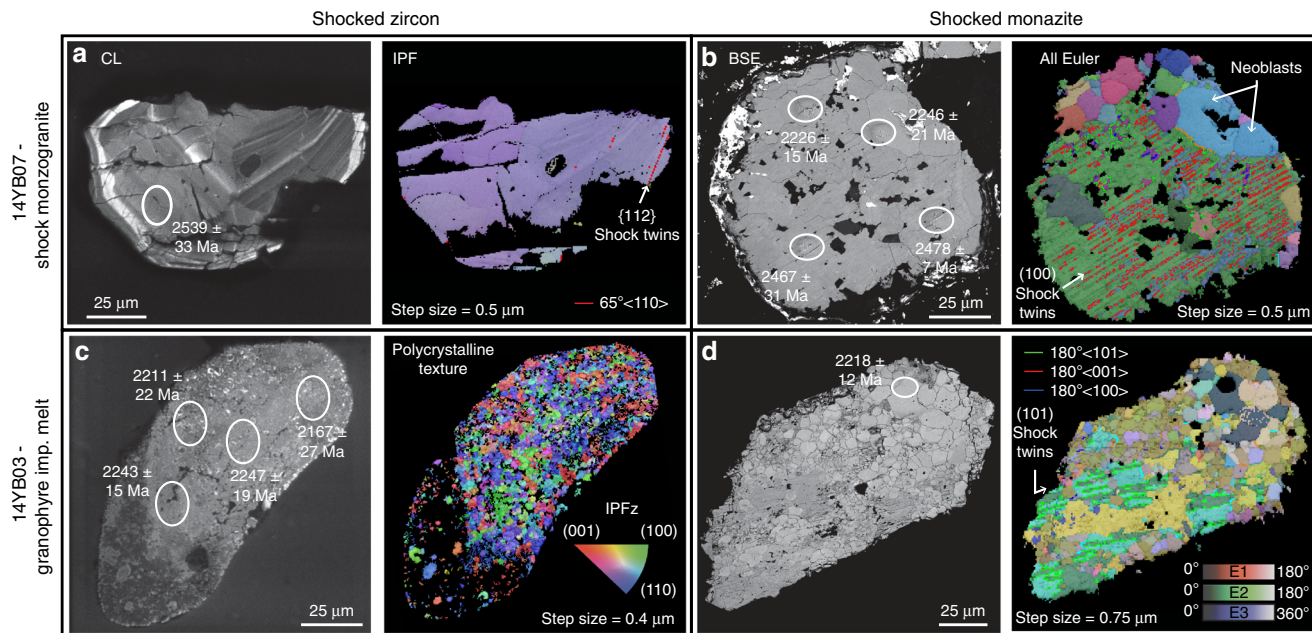 Shocked zircon
Shocked monazite
14YB07 -
shock monzogranite
a
CL
2539 ±
33 Ma
25 μm
IPF
{112}
Shock twins
Step size = 0.5 μm
65°<110>
b
BSE
2226 ±
15 Ma
2246 ±
21 Ma
2467 ±
31 Ma
2478 ±
7 Ma
25 μm
All Euler
Neoblasts
(100)
Shock
twins
Step size = 0.5 μm
14YB03 -
granophyre imp. melt
c
2211 ±
22 Ma
2167 ±
27 Ma
2243 ±
15 Ma
2247 ±
19 Ma
25 μm
Polycrystalline
texture
IPFz
(001)
(100)
(110)
Step size = 0.4 μm
d
2218 ±
12 Ma
25 μm
180°<101>
180°<001>
180°<100>
(101)
Shock
twins
0° E1 180°
0° E2 180°
0° E3 360°
Step size = 0.75 μm